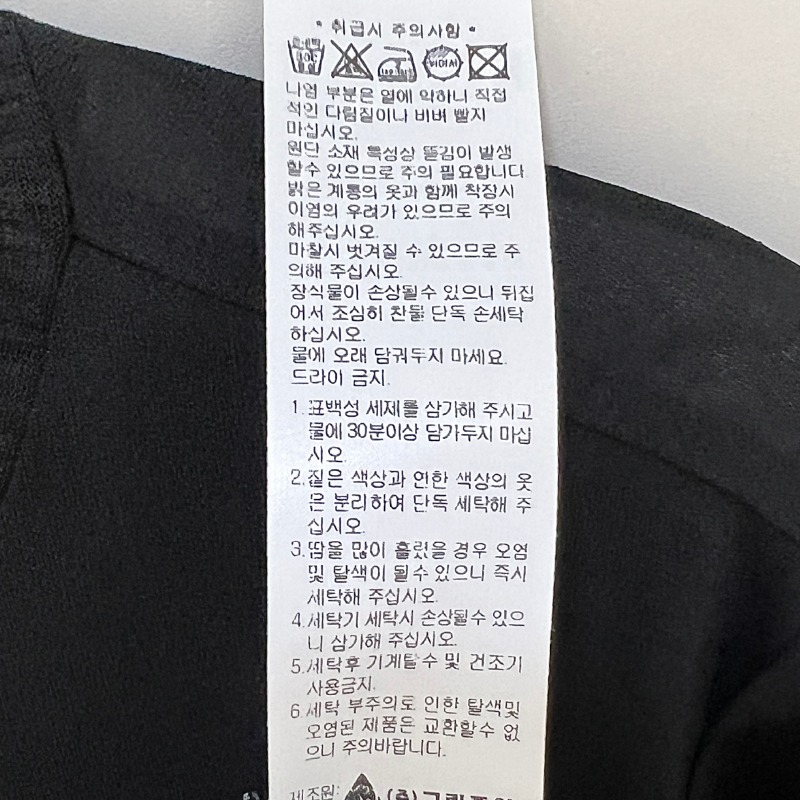 * 취급시 주의사항 *
나염 부분은 열에 약하니 직접
적인 다림질이나 비벼 빨지
마십시오.
원단 소재 특성상 뜯김이 발생
할수 있으므로 주의 필요합니다
밝은 계통의 옷과 함께 착장시
이염의 우려가 있으므로 주의
해주십시오.
마찰시 벗겨질 수 있으므로 주
의해 주십시오.
장식물이 손상될수 있으니 뒤집
어서 조심히 찬물 단독 손세탁
하십시오.
물에 오래 담궈두지 마세요.
드라이 금지.
1. 표백성 세제를 삼가해 주시고
물에 30분이상 담가두지 마십
시오.
2. 짙은 색상과 연한 색상의 옷
은 분리하여 단독 세탁해 주
십시오.
3. 땀을 많이 흘렸을 경우 오염
및 탈색이 될수 있으니 즉시
세탁해 주십시오.
4. 세탁기 세탁시 손상될수 있으
니 삼가해 주십시오.
5. 세탁후 기계탈수 및 건조기
사용금지.
6. 세탁 부주의로 인한 탈색및
오염된 제품은 교환할수 없
으니 주의바랍니다.
제조원: (주)